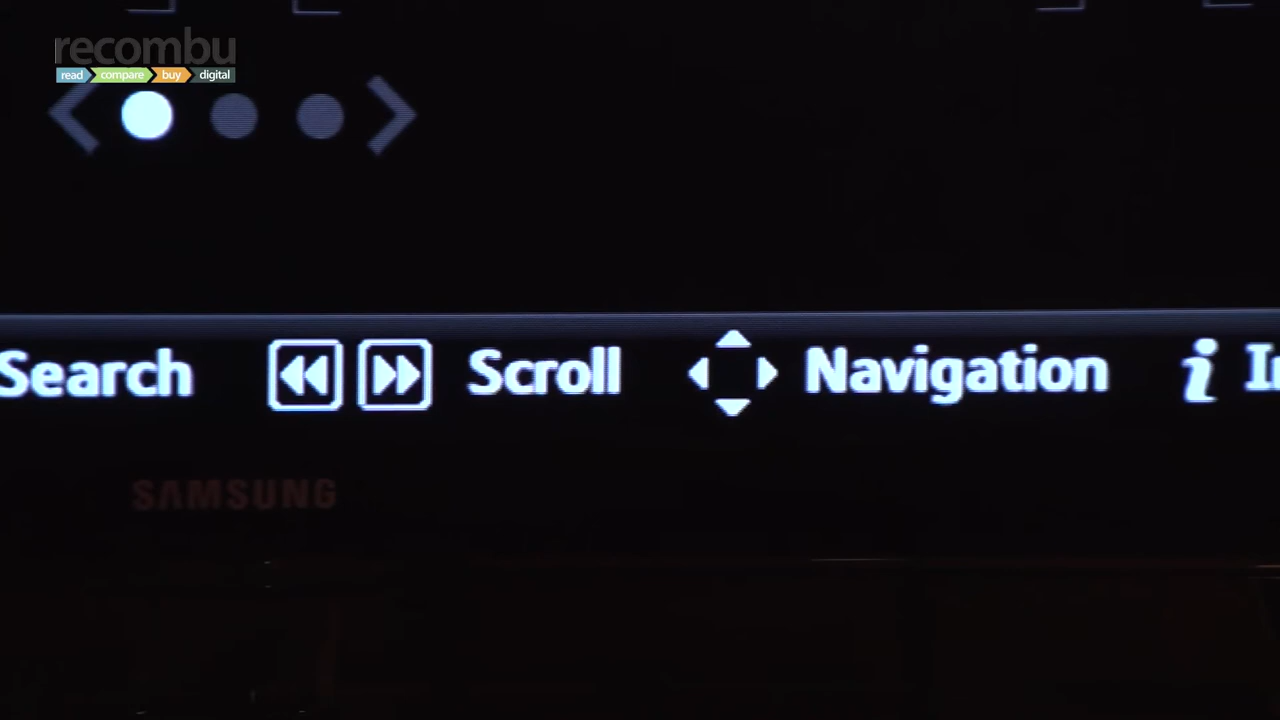 recombu
read compare buy digital
Search Scroll Navigation i
SAMSUNG